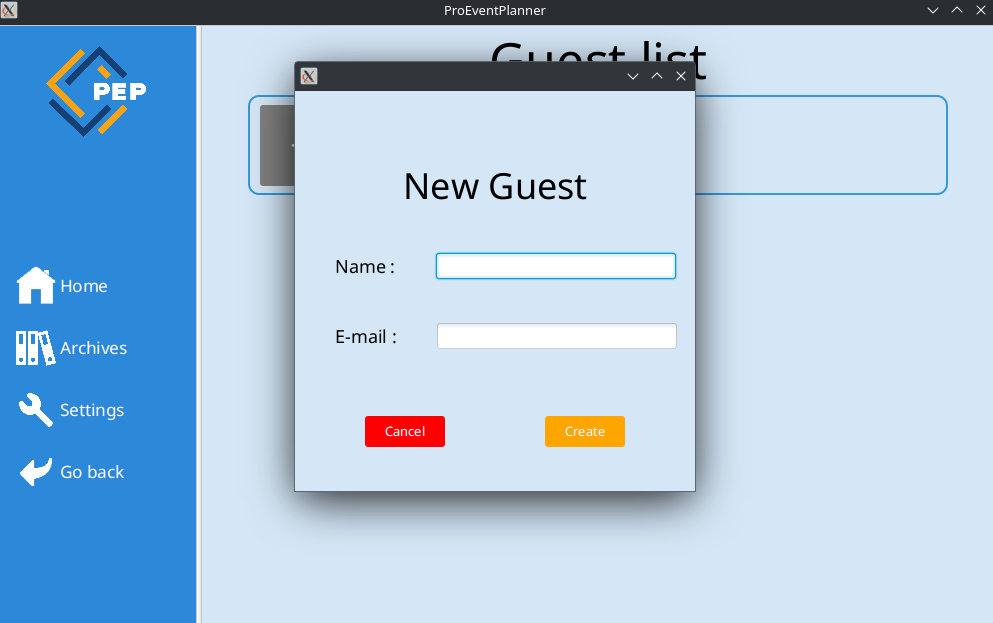 ProEventPlanner
PEP
Guest list
New Guest
Name :
E-mail :
Cancel
Create
Home
Archives
Settings
Go back